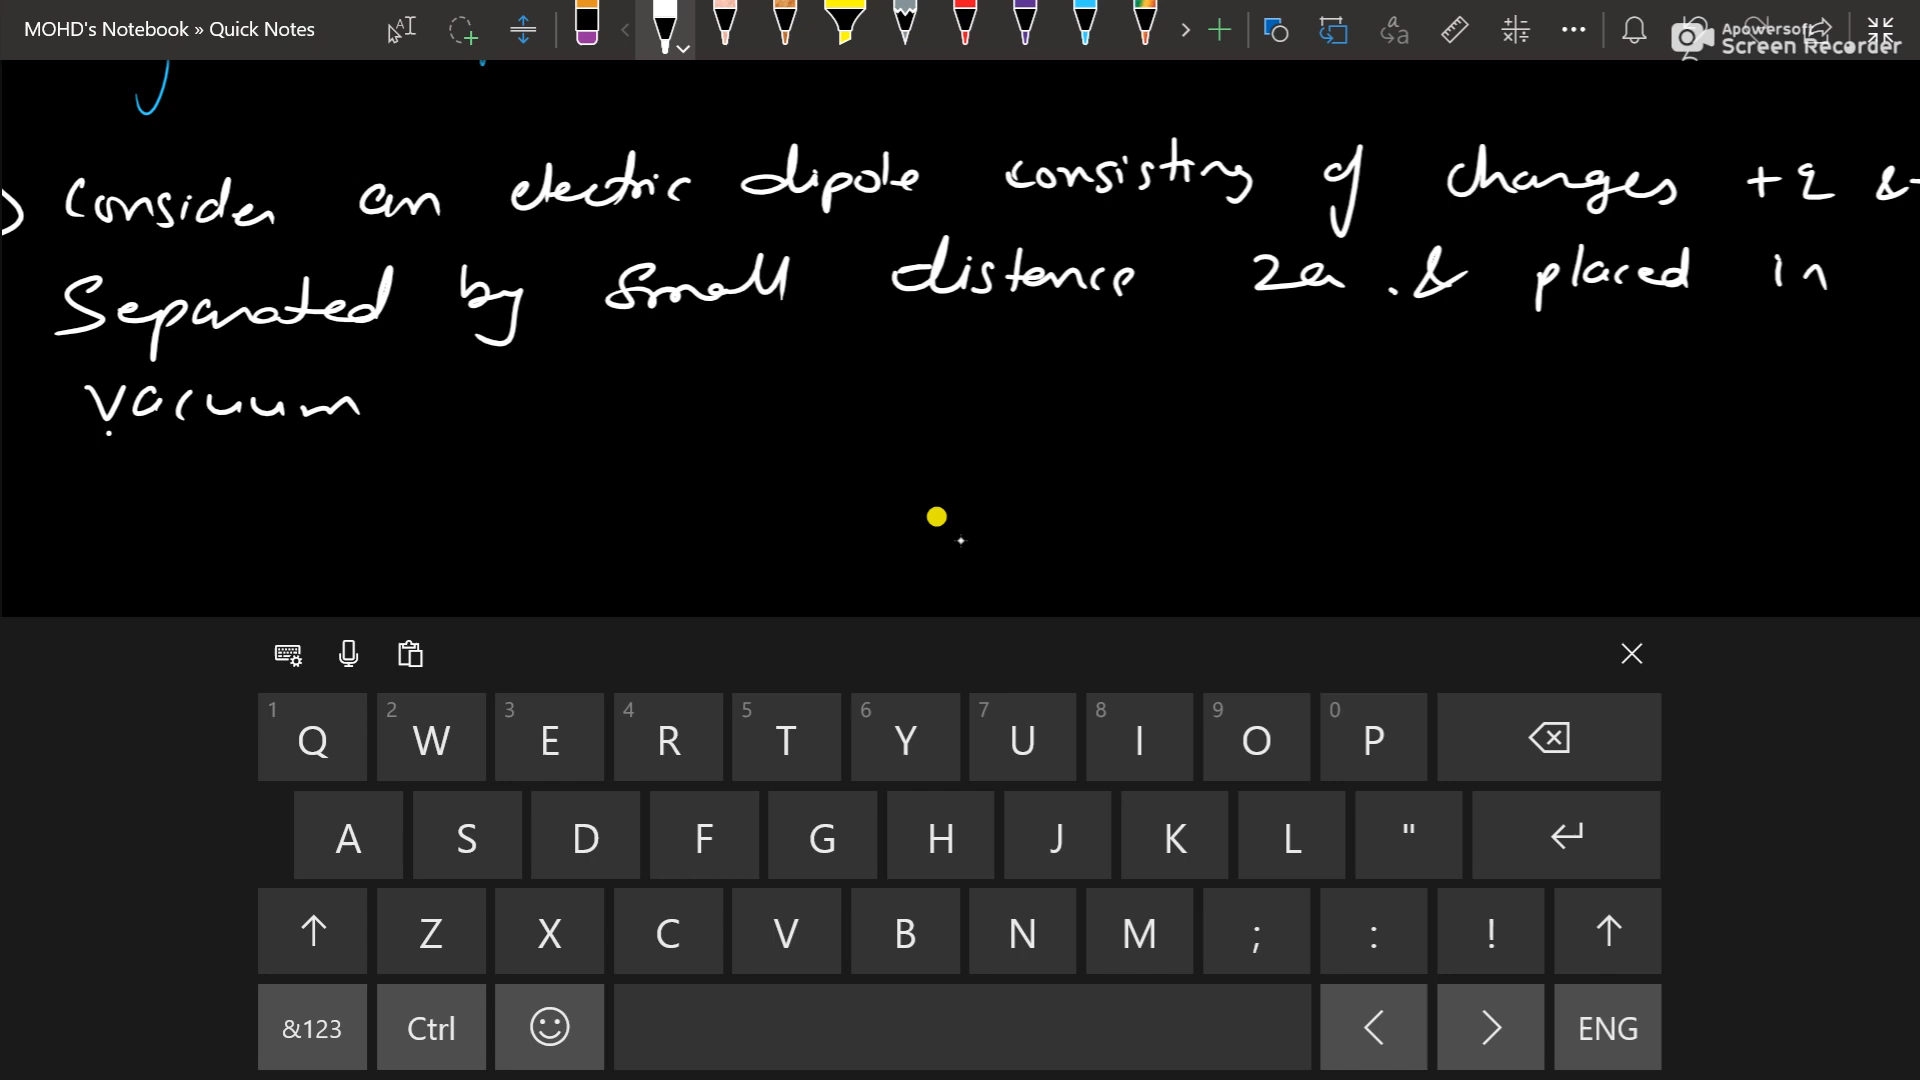 MOHD's Notebook » Quick Notes
Apowersoft
Screen Recorder
Consider an electric dipole consisting of charges +q &
Separated by small distance 2a . & placed in
vacuum
1 2 3 4 5 6 7 8 9 0
Q W E R T Y U I O P
A S D F G H J K L "
Z X C V B N M ; : !
&123 Ctrl ENG